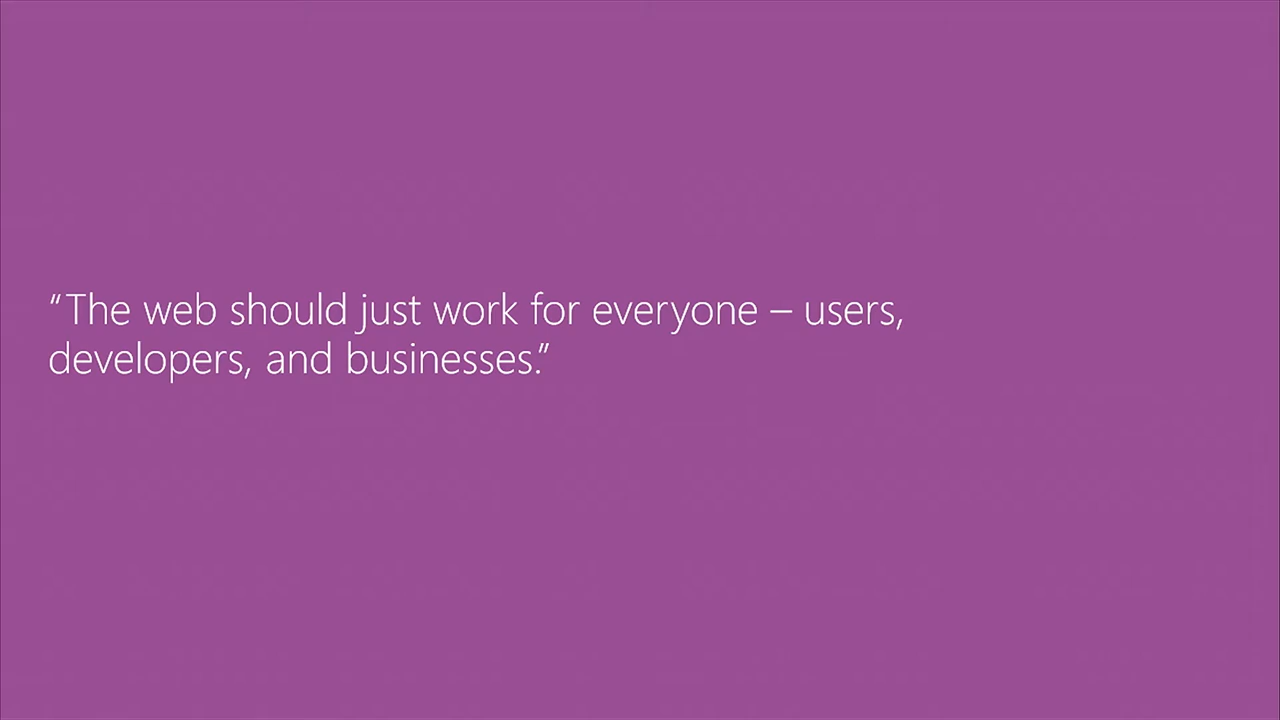 “The web should just work for everyone – users,
developers, and businesses.”